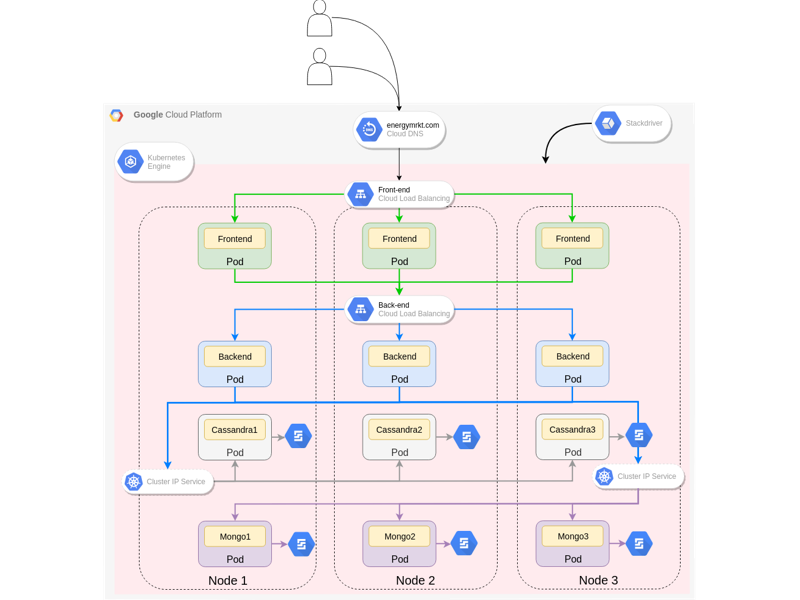 Google Cloud Platform
energymrkt.com
Cloud DNS
Stackdriver
Kubernetes
Engine
Front-end
Cloud Load Balancing
Frontend
Pod
Frontend
Pod
Frontend
Pod
Back-end
Cloud Load Balancing
Backend
Pod
Backend
Pod
Backend
Pod
Cassandra1
Pod
Cassandra2
Pod
Cassandra3
Pod
Cluster IP Service
Cluster IP Service
Mongo1
Pod
Mongo2
Pod
Mongo3
Pod
Node 1
Node 2
Node 3